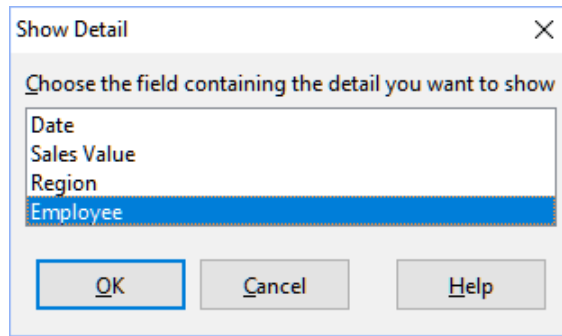 Show Detail
Choose the field containing the detail you want to show
Date
Sales Value
Region
Employee
OK
Cancel
Help